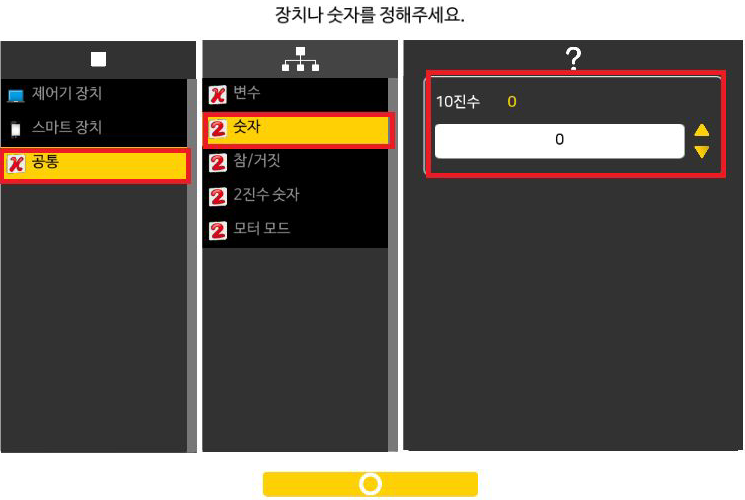 장치나 숫자를 정해주세요.
?
제어기 장치
스마트 장치
공통
변수
숫자
참/거짓
2진수 숫자
모터 모드
10진수 0
0